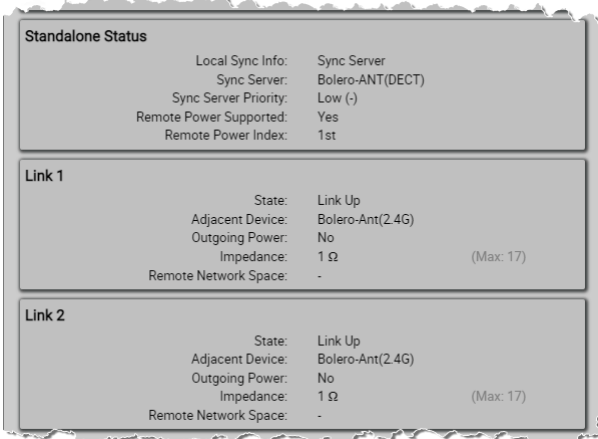 Standalone Status
Local Sync Info: Sync Server
Sync Server: Bolero-ANT(DECT)
Sync Server Priority: Low (-)
Remote Power Supported: Yes
Remote Power Index: 1st
Link 1
State: Link Up
Adjacent Device: Bolero-Ant(2.4G)
Outgoing Power: No
Impedance: 1 Ω (Max: 17)
Remote Network Space: -
Link 2
State: Link Up
Adjacent Device: Bolero-Ant(2.4G)
Outgoing Power: No
Impedance: 1 Ω (Max: 17)
Remote Network Space: -